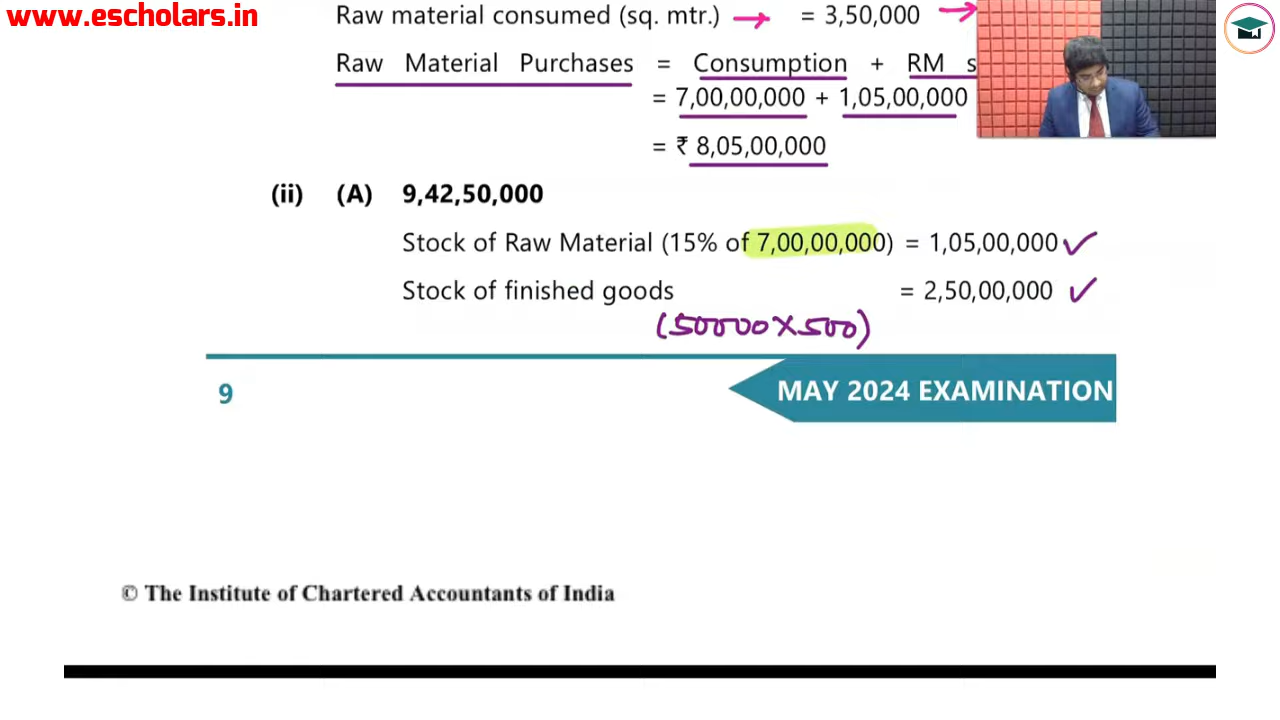 www.escholars.in
Raw material consumed (sq. mtr.) → = 3,50,000 →
Raw Material Purchases = Consumption + RM s
= 7,00,00,000 + 1,05,00,000
= ₹ 8,05,00,000
(ii) (A) 9,42,50,000
Stock of Raw Material (15% of 7,00,00,000) = 1,05,00,000 ✓
Stock of finished goods = 2,50,00,000 ✓
(50000×500)
9 MAY 2024 EXAMINATION
© The Institute of Chartered Accountants of India